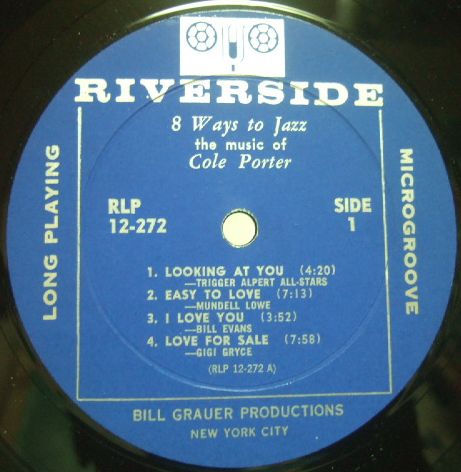 RIVERSIDE
8 Ways to Jazz
the music of
Cole Porter
LONG PLAYING
MICROGROOVE
RLP
12-272
SIDE
1
1. LOOKING AT YOU (4:20)
—TRIGGER ALPERT ALL-STARS
2. EASY TO LOVE (7:13)
—MUNDELL LOWE
3. I LOVE YOU (3:52)
—BILL EVANS
4. LOVE FOR SALE (7:58)
—GIGI GRYCE
(RLP 12-272 A)
BILL GRAUER PRODUCTIONS
NEW YORK CITY